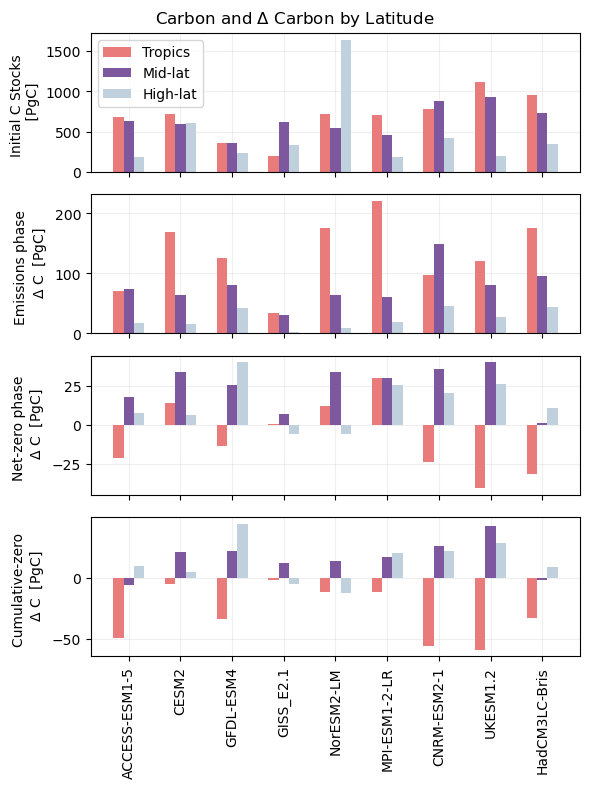 Carbon and Δ Carbon by Latitude
Initial C Stocks
[PgC]
1500
1000
500
0
Tropics
Mid-lat
High-lat
Emissions phase
Δ C [PgC]
200
100
0
Net-zero phase
Δ C [PgC]
25
0
−25
Cumulative-zero
Δ C [PgC]
0
−50
ACCESS-ESM1-5
CESM2
GFDL-ESM4
GISS_E2.1
NorESM2-LM
MPI-ESM1-2-LR
CNRM-ESM2-1
UKESM1.2
HadCM3LC-Bris